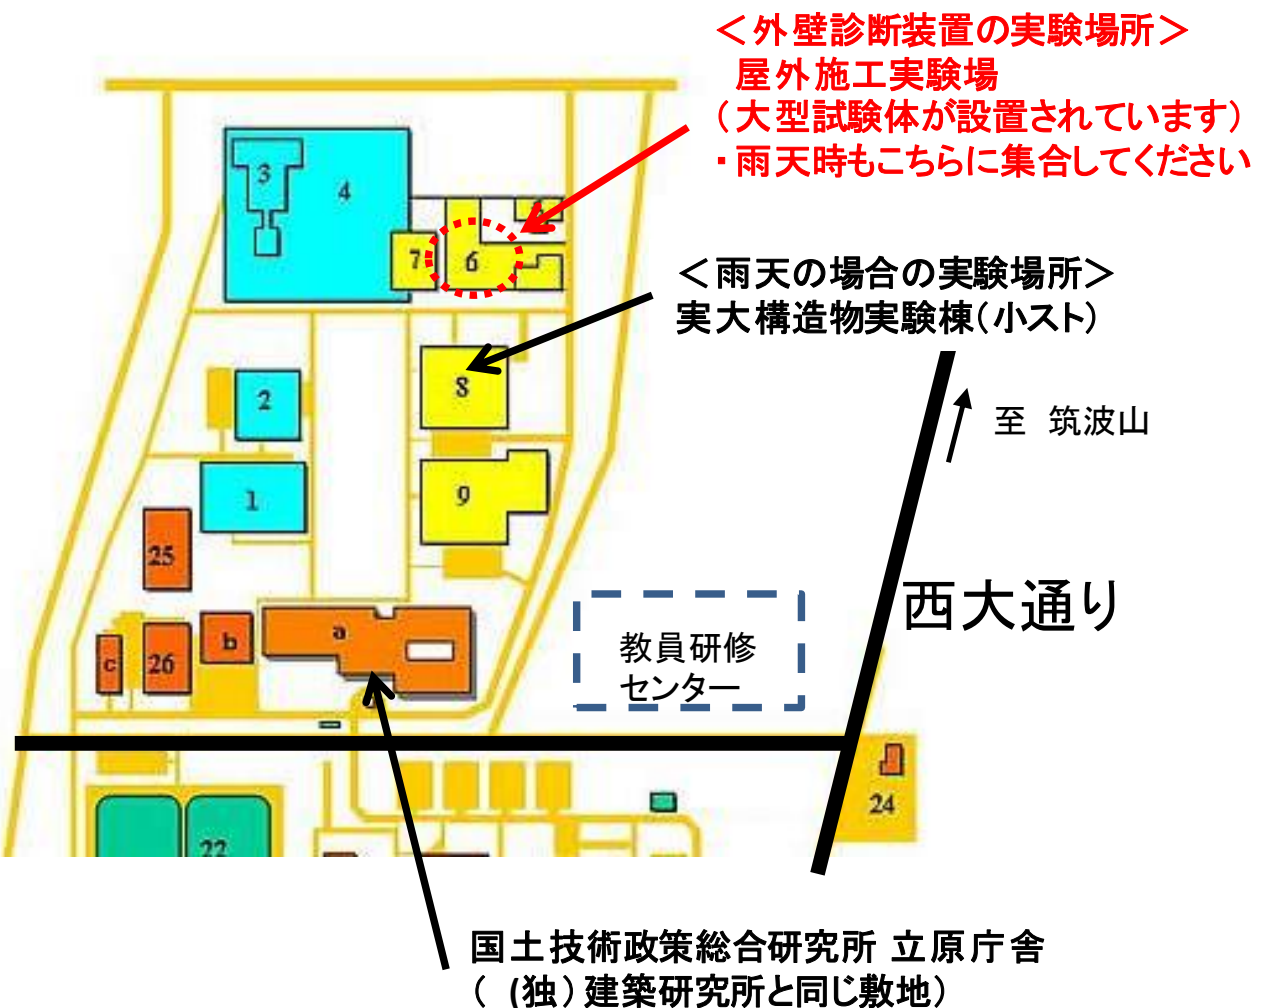 ＜外壁診断装置の実験場所＞
屋外施工実験場
（大型試験体が設置されています）
・雨天時もこちらに集合してください
3
4
7
6
＜雨天の場合の実験場所＞
実大構造物実験棟（小スト）
8
2
至　筑波山
9
1
25
西大通り
a
b
c
26
教員研修
センター
24
22
国土技術政策総合研究所 立原庁舎
（ (独) 建築研究所と同じ敷地）